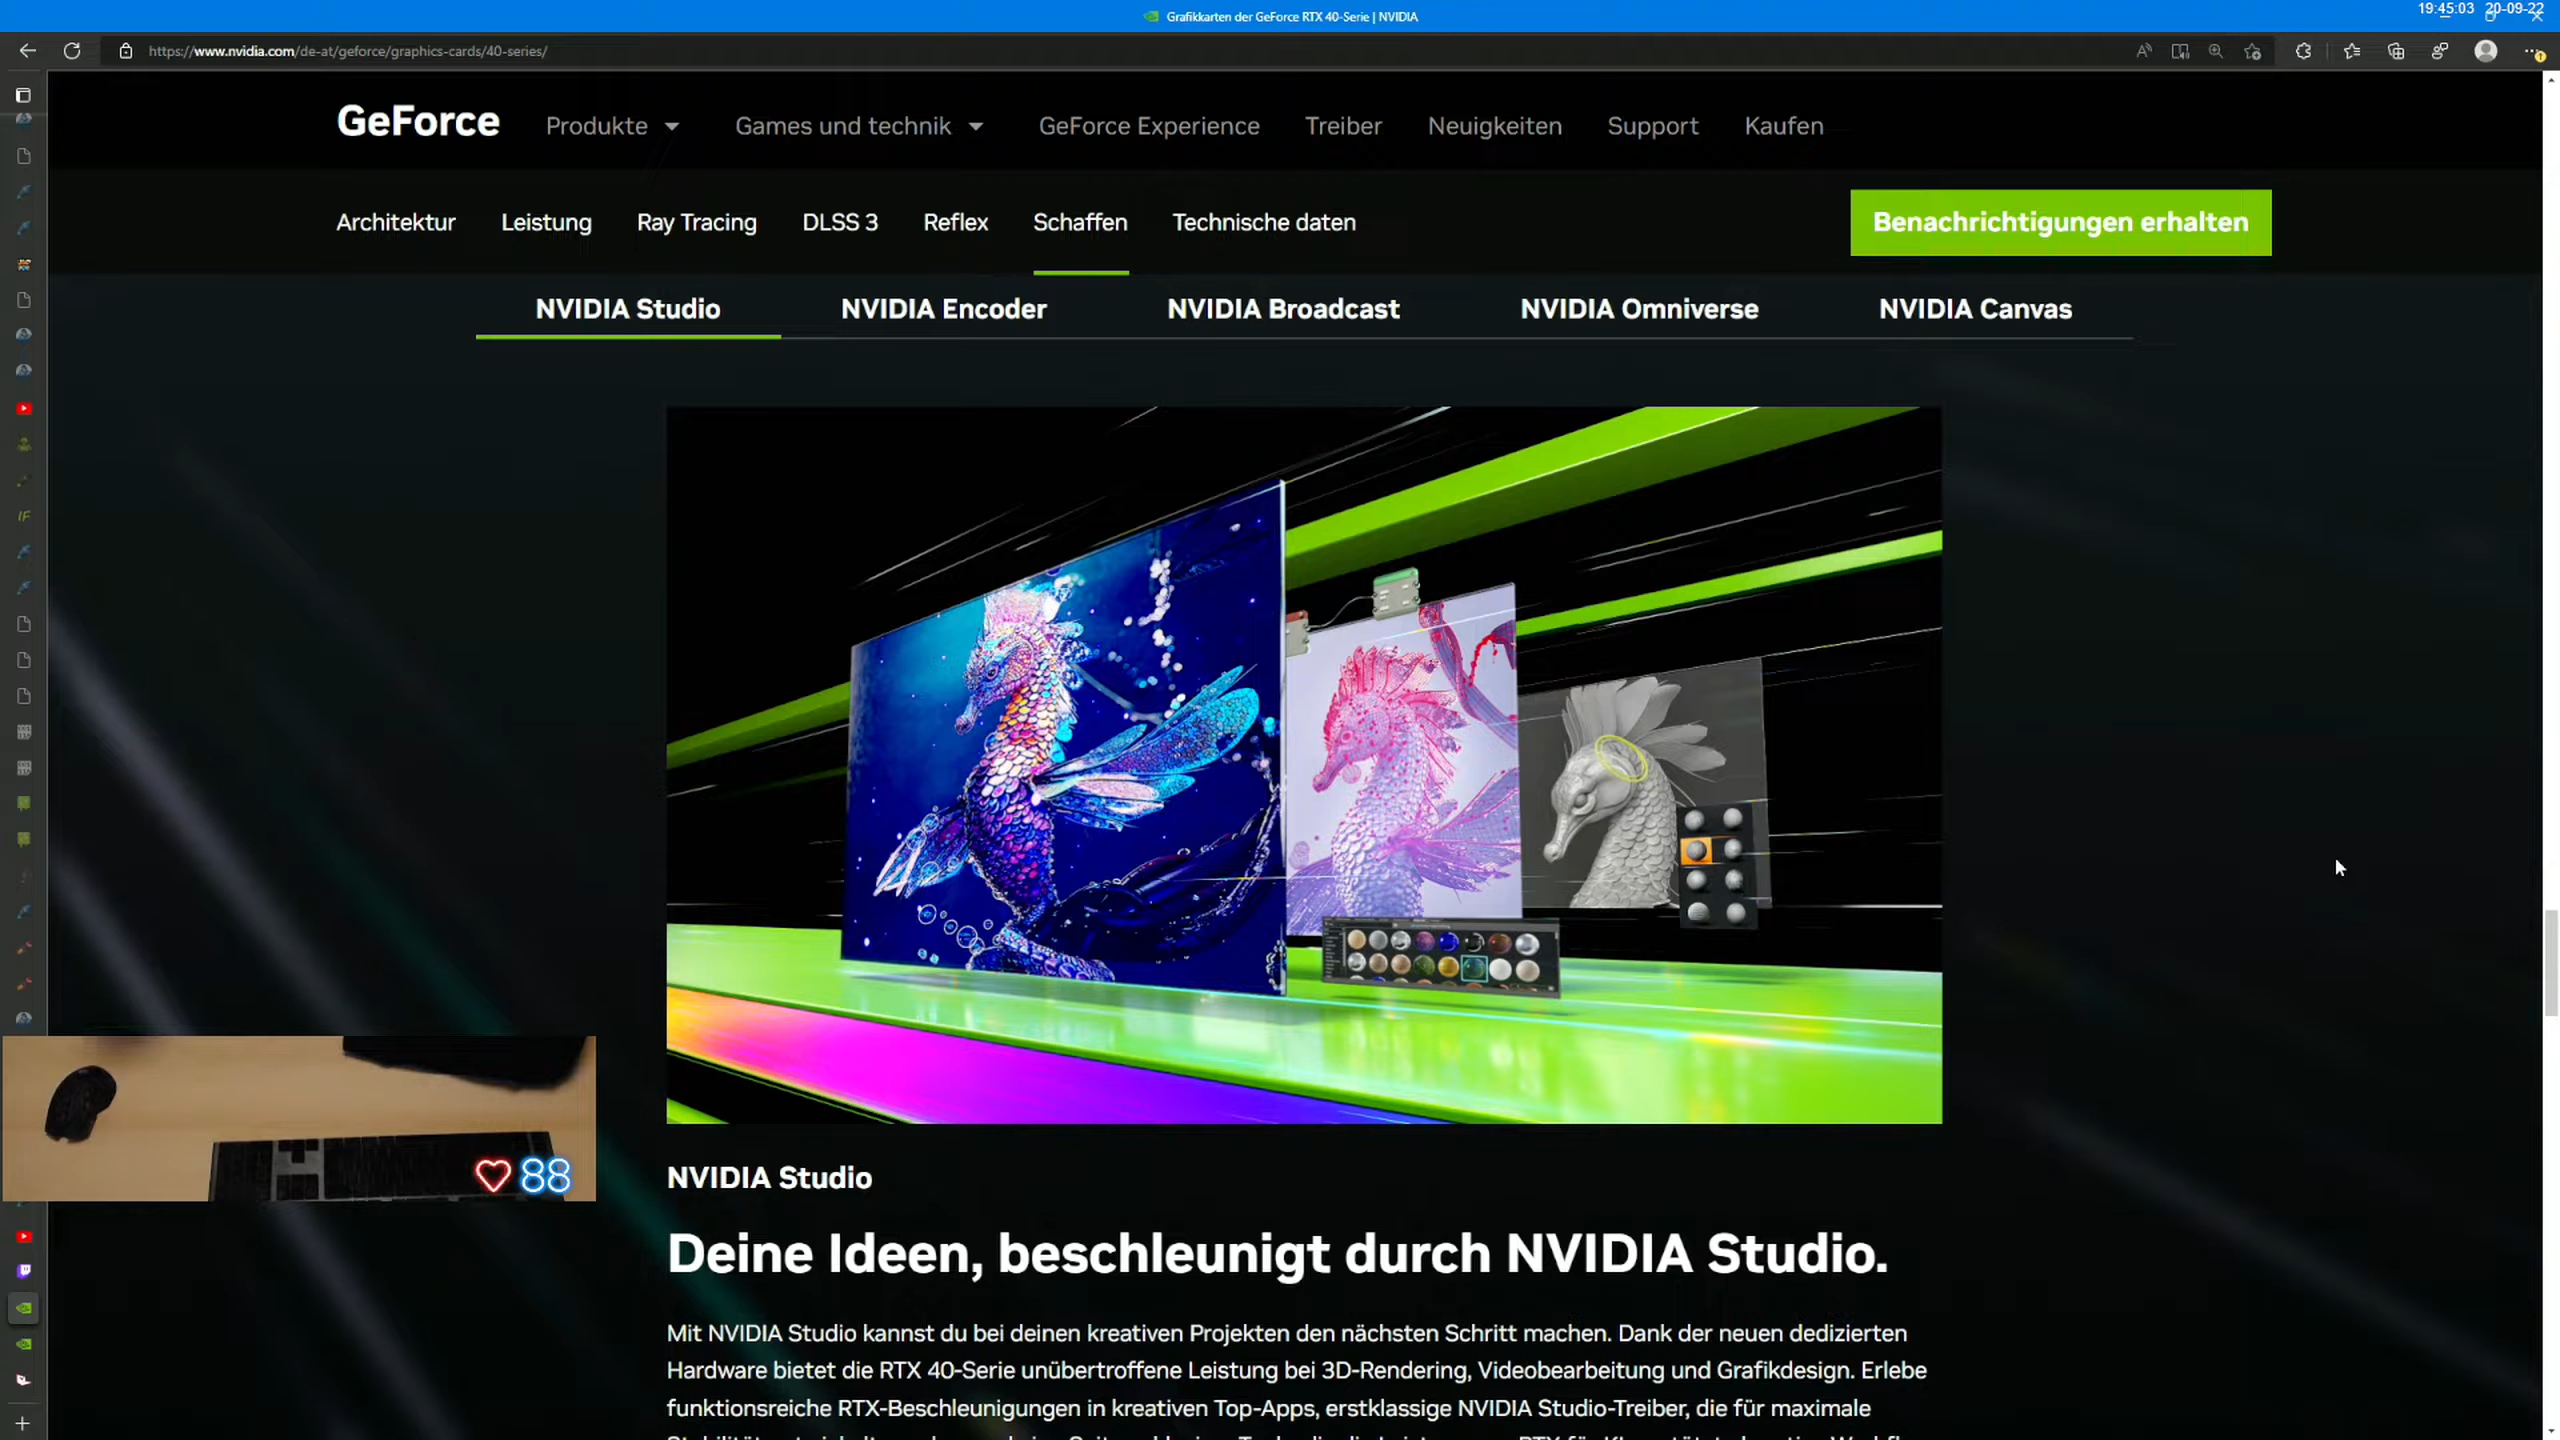 Grafikkarten der GeForce RTX 40-Serie | NVIDIA
19:45:03 20-09-22
https://www.nvidia.com/de-at/geforce/graphics-cards/40-series/
GeForce Produkte Games und technik GeForce Experience Treiber Neuigkeiten Support Kaufen
Architektur Leistung Ray Tracing DLSS 3 Reflex Schaffen Technische daten Benachrichtigungen erhalten
NVIDIA Studio NVIDIA Encoder NVIDIA Broadcast NVIDIA Omniverse NVIDIA Canvas
IF
88
NVIDIA Studio
Deine Ideen, beschleunigt durch NVIDIA Studio.
Mit NVIDIA Studio kannst du bei deinen kreativen Projekten den nächsten Schritt machen. Dank der neuen dedizierten
Hardware bietet die RTX 40-Serie unübertroffene Leistung bei 3D-Rendering, Videobearbeitung und Grafikdesign. Erlebe
funktionsreiche RTX-Beschleunigungen in kreativen Top-Apps, erstklassige NVIDIA Studio-Treiber, die für maximale